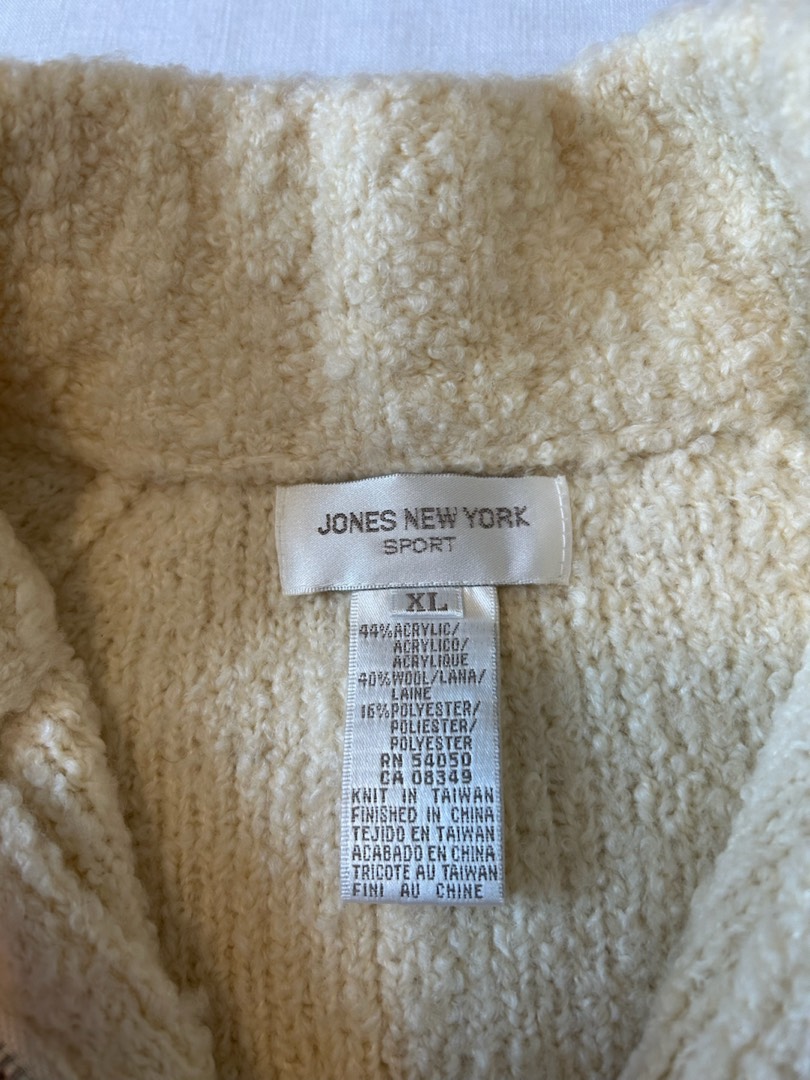 JONES NEW YORK
SPORT
XL
44%ACRYLIC/
ACRYLICO/
ACRYLIQUE
40%WOOL/LANA/
LAINE
16%POLYESTER/
POLIESTER/
POLYESTER
RN 54050
CA 08349
KNIT IN TAIWAN
FINISHED IN CHINA
TEJIDO EN TAIWAN
ACABADO EN CHINA
TRICOTE AU TAIWAN
FINI AU CHINE